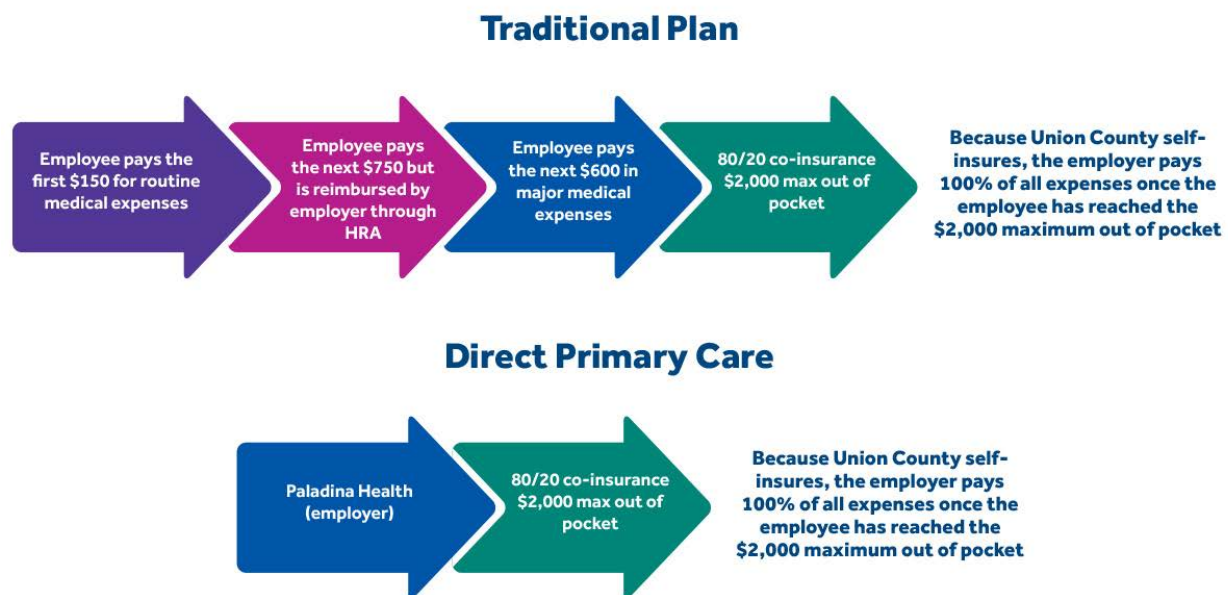 Traditional Plan
Employee pays the
first $150 for routine
medical expenses
Employee pays
the next $750 but
is reimbursed by
employer through
HRA
Employee pays
the next $600 in
major medical
expenses
80/20 co-insurance
$2,000 max out of
pocket
Because Union County self-
insures, the employer pays
100% of all expenses once the
employee has reached the
$2,000 maximum out of pocket
Direct Primary Care
Paladina Health
(employer)
80/20 co-insurance
$2,000 max out of
pocket
Because Union County self-
insures, the employer pays
100% of all expenses once the
employee has reached the
$2,000 maximum out of pocket